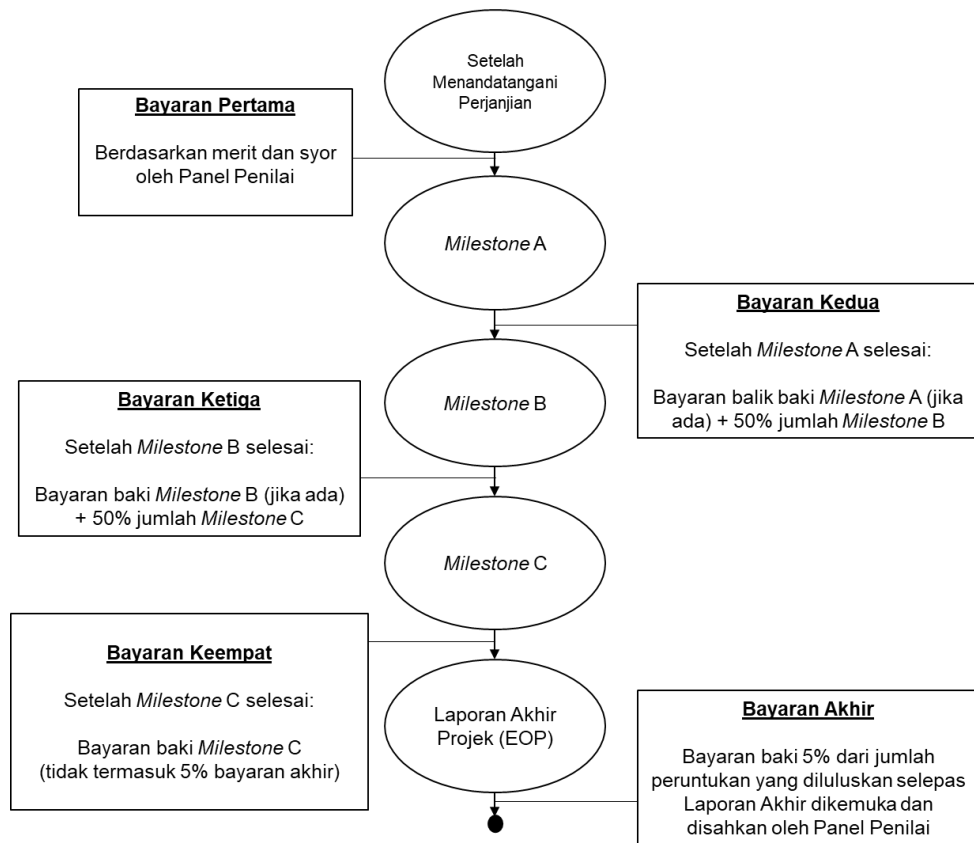 Setelah
Menandatangani
Perjanjian
Bayaran Pertama
Berdasarkan merit dan syor
oleh Panel Penilai
Milestone A
Bayaran Kedua
Setelah Milestone A selesai:
Bayaran balik baki Milestone A (jika
ada) + 50% jumlah Milestone B
Milestone B
Bayaran Ketiga
Setelah Milestone B selesai:
Bayaran baki Milestone B (jika ada)
+ 50% jumlah Milestone C
Milestone C
Bayaran Keempat
Setelah Milestone C selesai:
Bayaran baki Milestone C
(tidak termasuk 5% bayaran akhir)
Laporan Akhir
Projek (EOP)
Bayaran Akhir
Bayaran baki 5% dari jumlah
peruntukan yang diluluskan selepas
Laporan Akhir dikemuka dan
disahkan oleh Panel Penilai